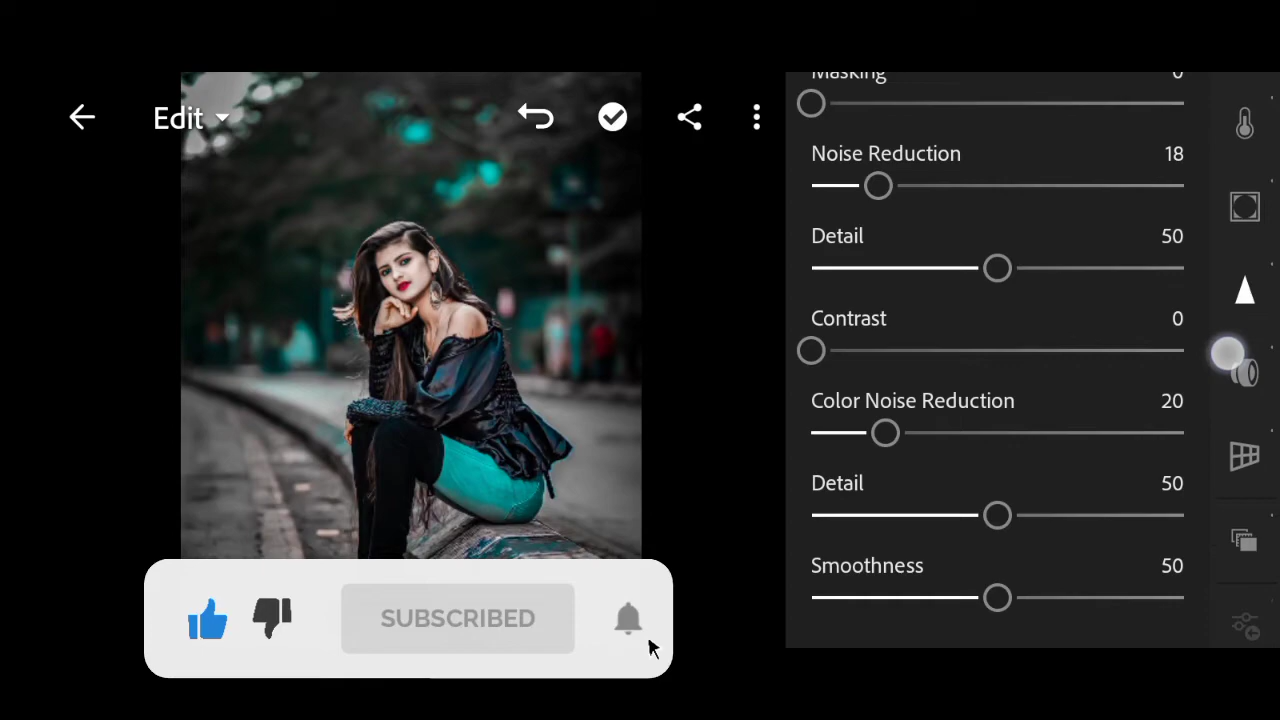 Edit
Masking 0
Noise Reduction 18
Detail 50
Contrast 0
Color Noise Reduction 20
Detail 50
Smoothness 50
SUBSCRIBED